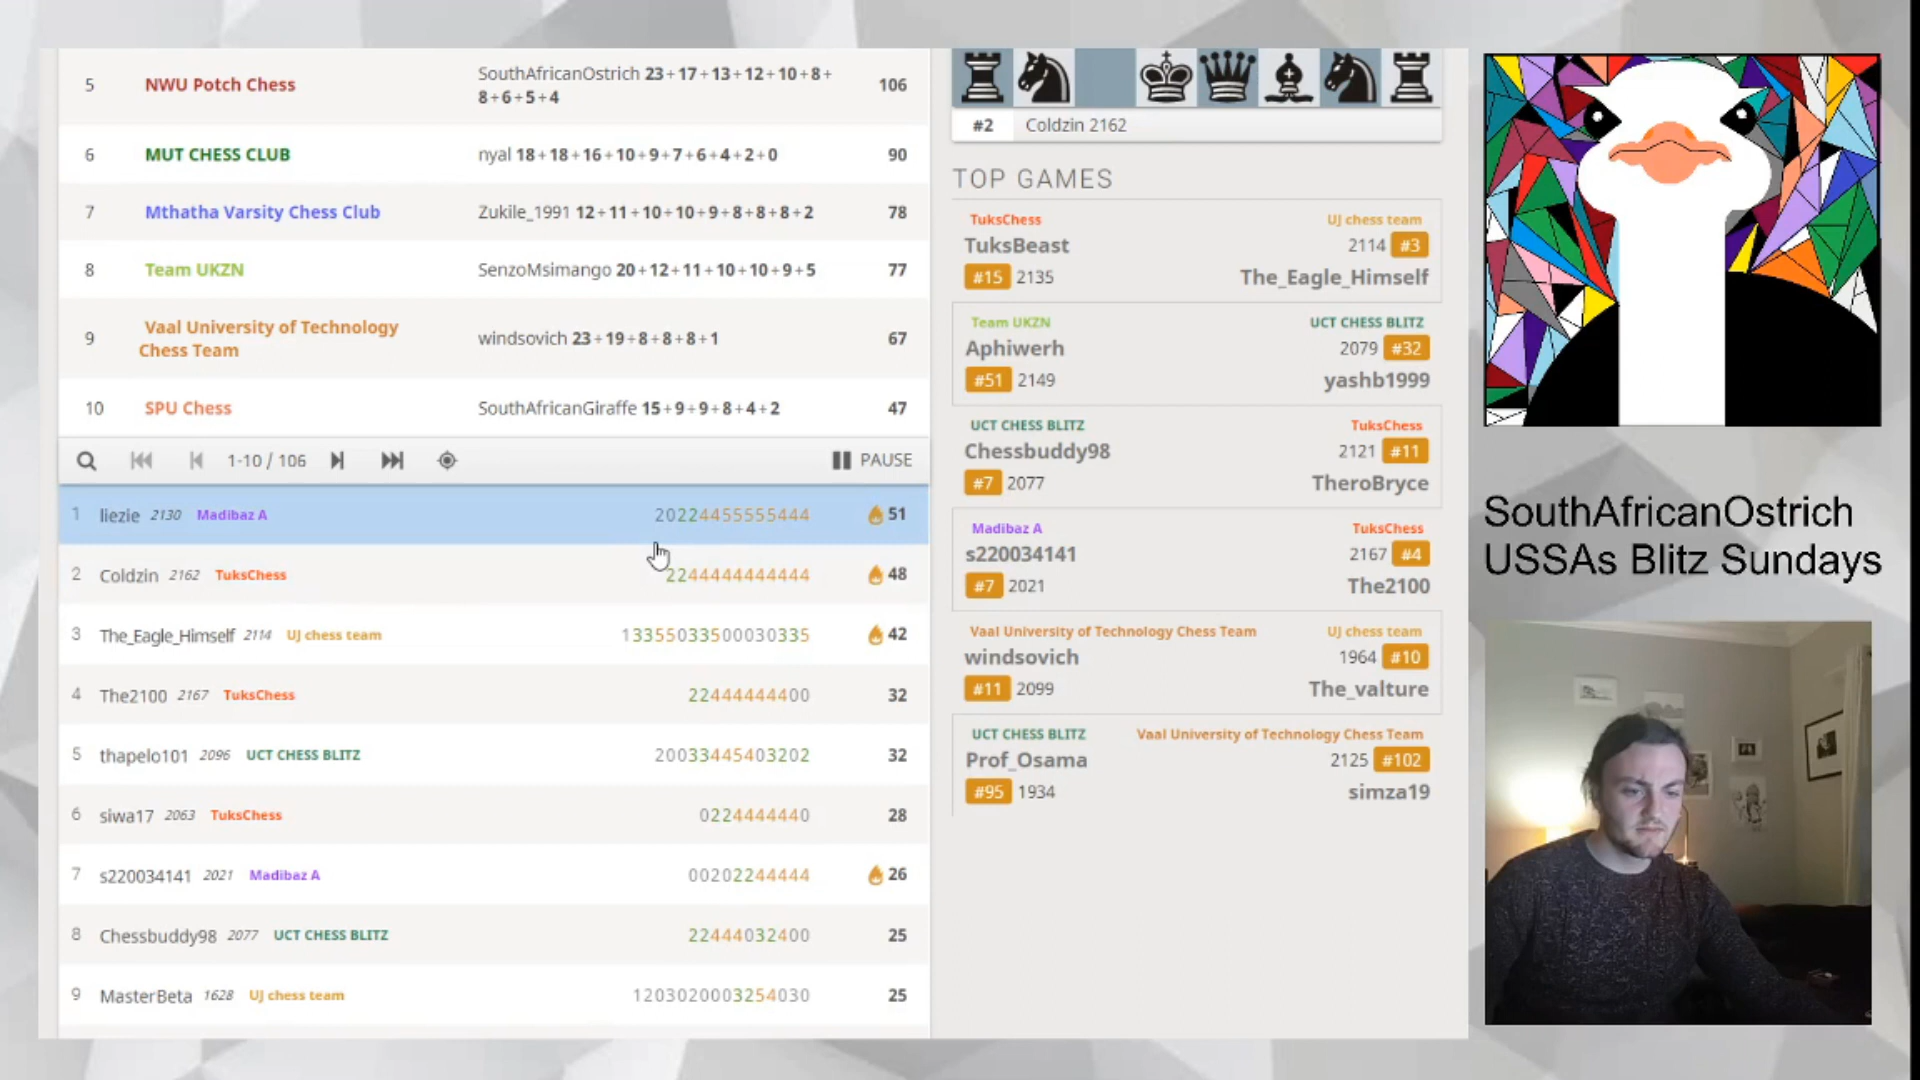 5 NWU Potch Chess SouthAfricanOstrich 23+17+13+12+10+8+
8+6+5+4 106
6 MUT CHESS CLUB nyal 18+18+16+10+9+7+6+4+2+0 90
7 Mthatha Varsity Chess Club Zukile_1991 12+11+10+10+9+8+8+8+2 78
8 Team UKZN SenzoMsimango 20+12+11+10+10+9+5 77
9 Vaal University of Technology
Chess Team windsovich 23+19+8+8+8+1 67
10 SPU Chess SouthAfricanGiraffe 15+9+9+8+4+2 47
1-10 / 106 PAUSE
1 liezie 2130 Madibaz A 20224455555444 51
2 Coldzin 2162 TuksChess 2244444444444 48
3 The_Eagle_Himself 2114 UJ chess team 13355033500030335 42
4 The2100 2167 TuksChess 22444444400 32
5 thapelo101 2096 UCT CHESS BLITZ 20033445403202 32
6 siwa17 2063 TuksChess 0224444440 28
7 s220034141 2021 Madibaz A 00202244444 26
8 Chessbuddy98 2077 UCT CHESS BLITZ 22444032400 25
9 MasterBeta 1628 UJ chess team 1203020003254030 25
#2 Coldzin 2162
TOP GAMES
TuksChess UJ chess team
TuksBeast 2114 #3
#15 2135 The_Eagle_Himself
Team UKZN UCT CHESS BLITZ
Aphiwerh 2079 #32
#51 2149 yashb1999
UCT CHESS BLITZ TuksChess
Chessbuddy98 2121 #11
#7 2077 TheroBryce
Madibaz A TuksChess
s220034141 2167 #4
#7 2021 The2100
Vaal University of Technology Chess Team UJ chess team
windsovich 1964 #10
#11 2099 The_valture
UCT CHESS BLITZ Vaal University of Technology Chess Team
Prof_Osama 2125 #102
#95 1934 simza19
SouthAfricanOstrich
USSAs Blitz Sundays